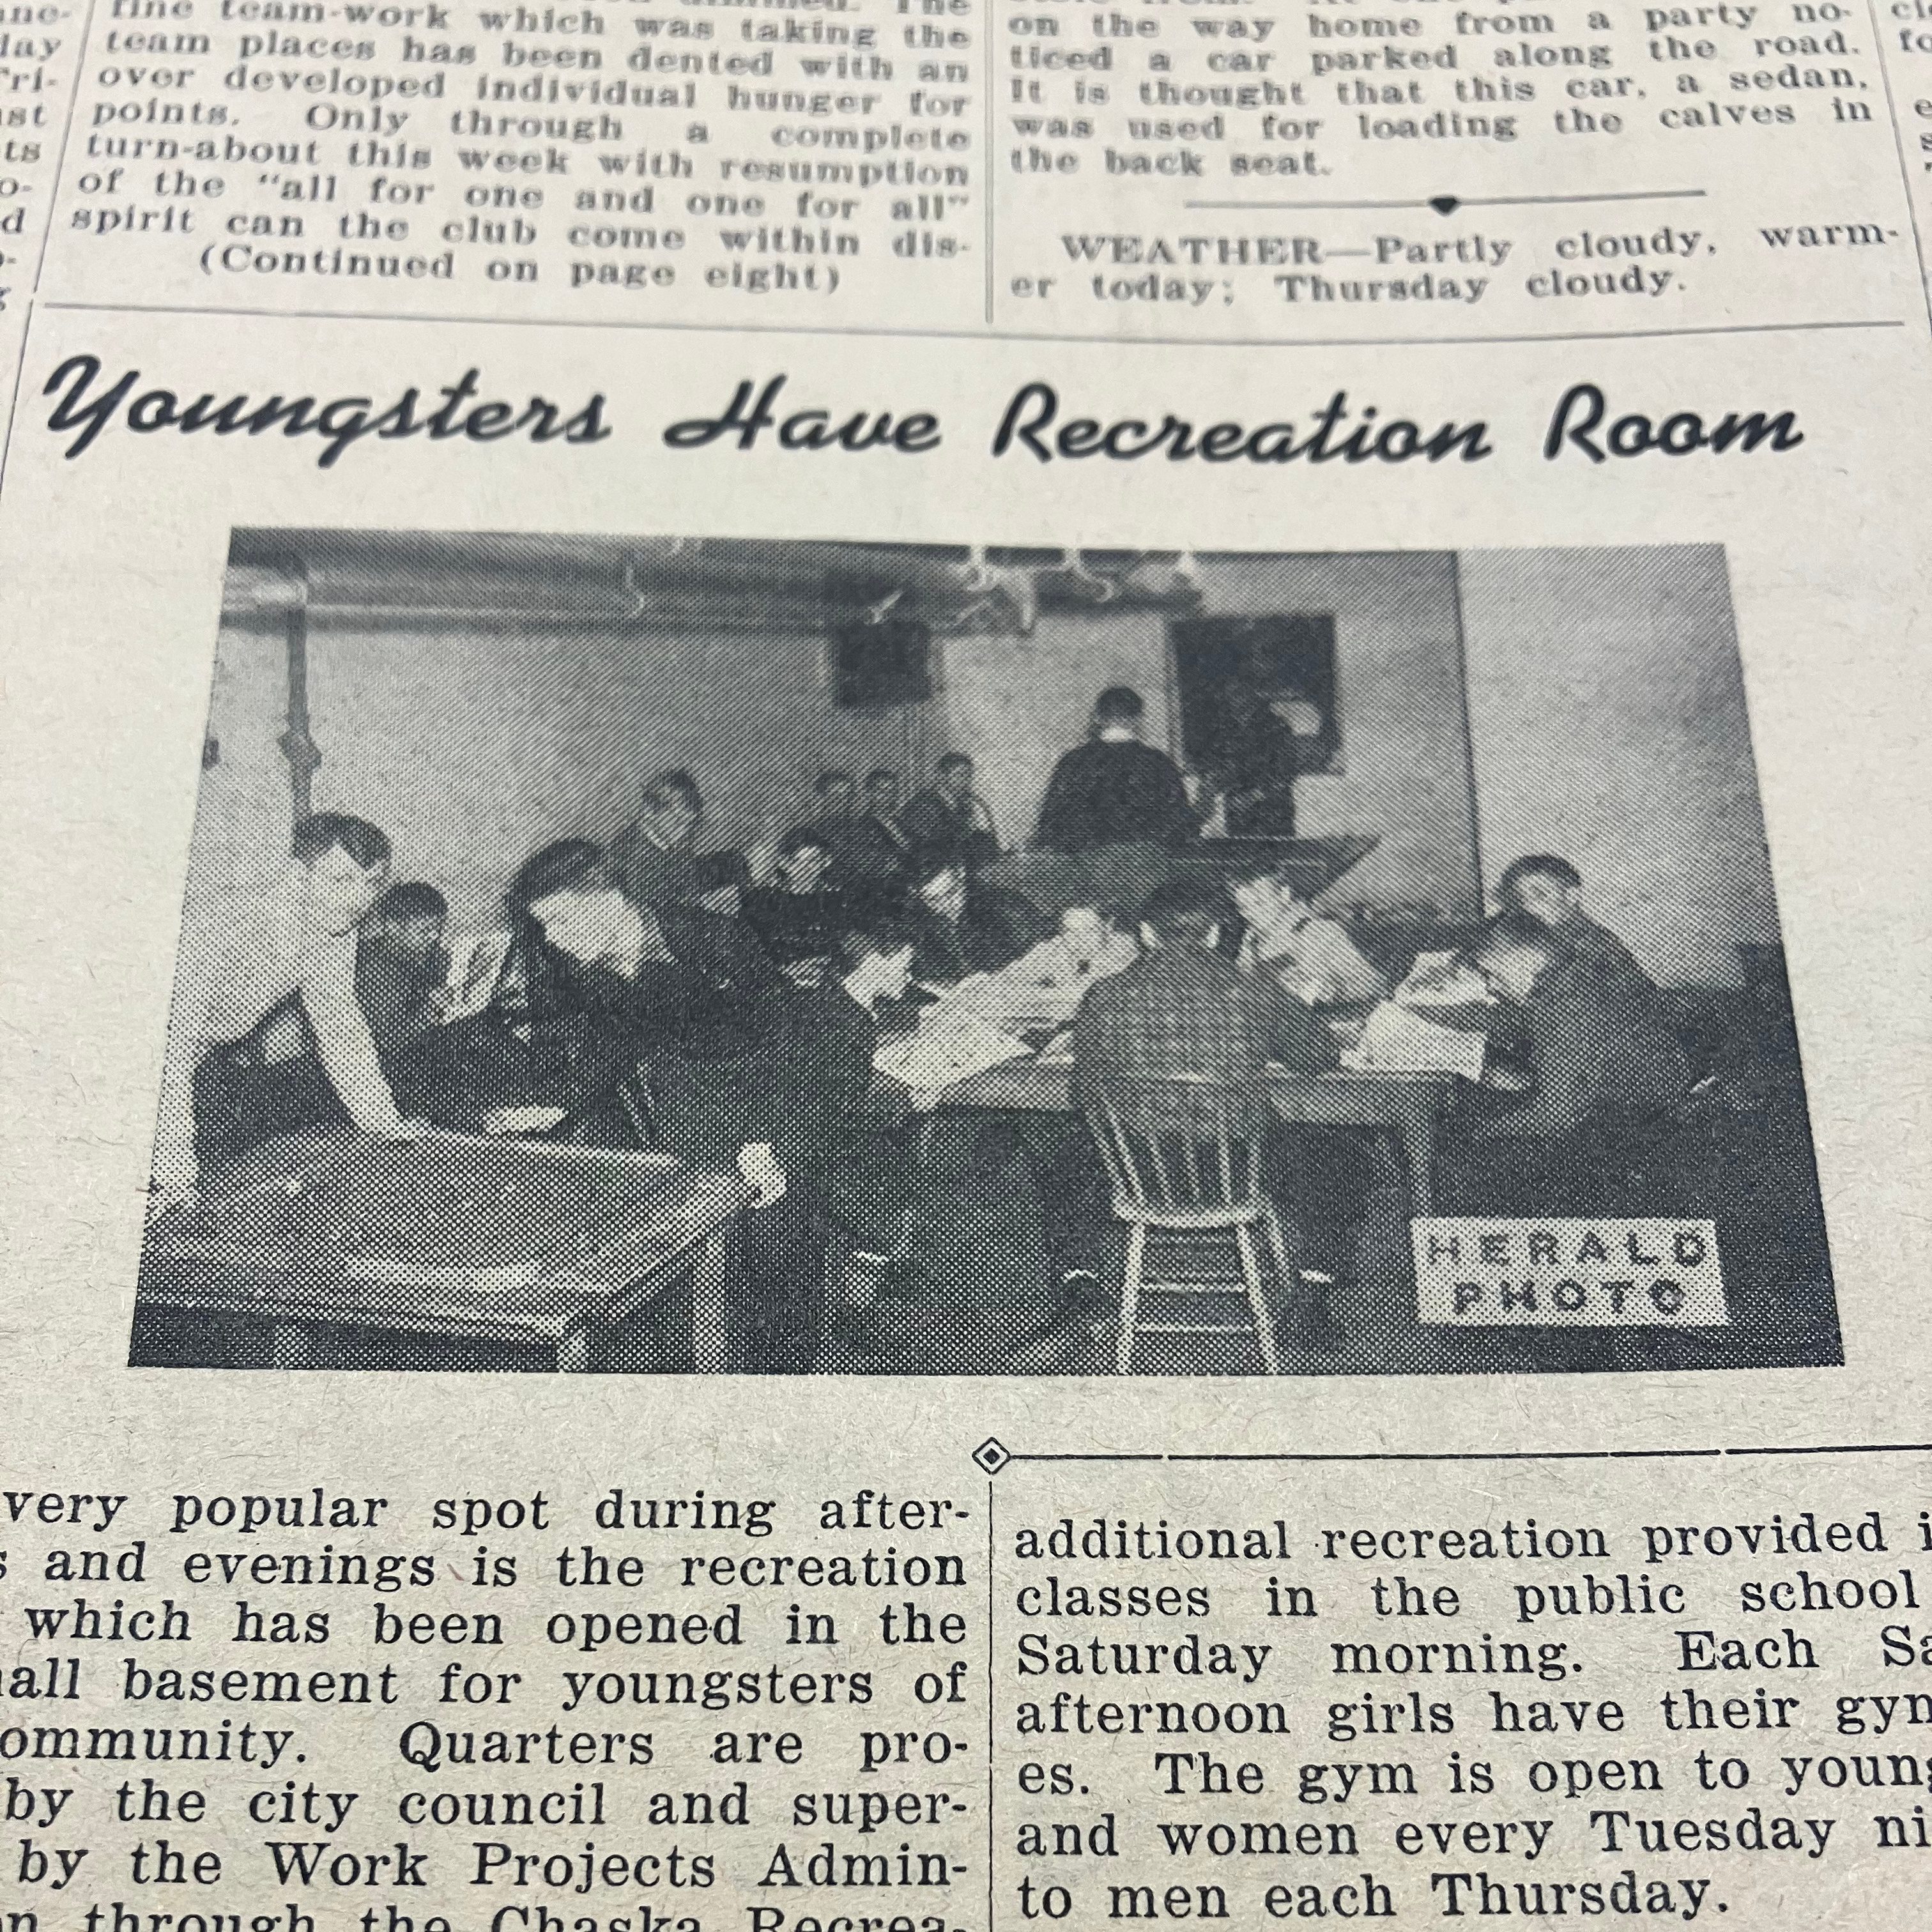 fine team-work which was taking the
team places has been dented with an
over developed individual hunger for
points. Only through a complete
turn-about this week with resumption
of the "all for one and one for all"
spirit can the club come within dis-
(Continued on page eight)
on the way home from a party no-
ticed a car parked along the road.
It is thought that this car, a sedan,
was used for loading the calves in
the back seat.
WEATHER—Partly cloudy, warm-
er today; Thursday cloudy.
Youngsters Have Recreation Room
HERALD
PHOTO
very popular spot during after-
and evenings is the recreation
which has been opened in the
all basement for youngsters of
ommunity. Quarters are pro-
by the city council and super-
by the Work Projects Admin-
n through the Chaska Recrea-
additional recreation provided i
classes in the public school
Saturday morning. Each Sa
afternoon girls have their gyn
es. The gym is open to young
and women every Tuesday ni
to men each Thursday.